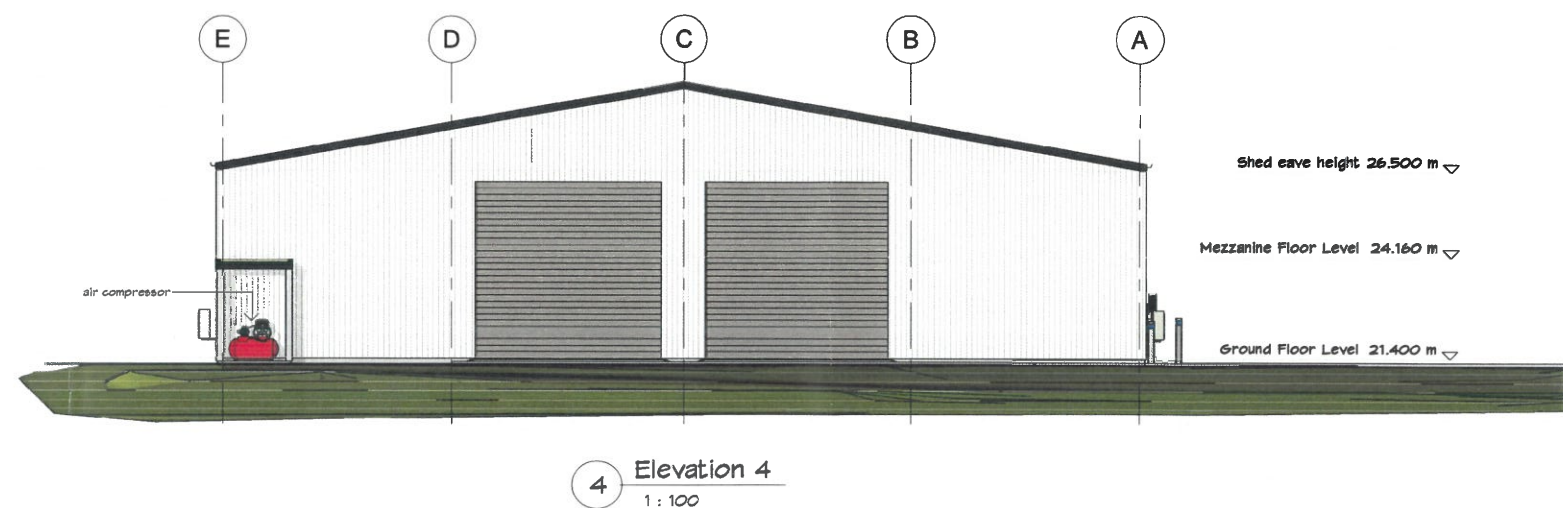 E D C B A
Shed eave height 26.500 m
Mezzanine Floor Level 24.160 m
air compressor
Ground Floor Level 21.400 m
4 Elevation 4
1 : 100